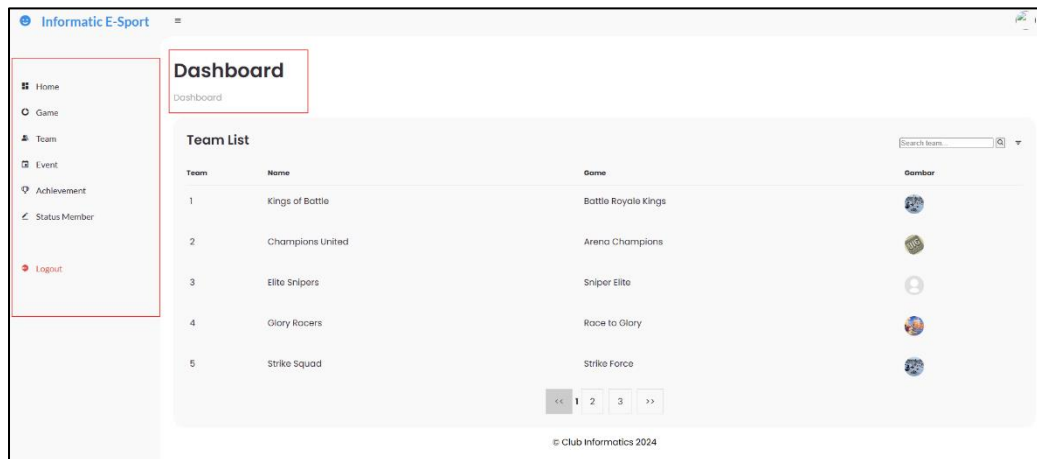 Informatic E-Sport
Home
Game
Team
Event
Achievement
Status Member
Logout
Dashboard
Dashboard
Team List
Search team...
Team Name Game Gambar
1 Kings of Battle Battle Royale Kings
2 Champions United Arena Champions
3 Elite Snipers Sniper Elite
4 Glory Racers Race to Glory
5 Strike Squad Strike Force
<< 1 2 3 >>
© Club Informatics 2024